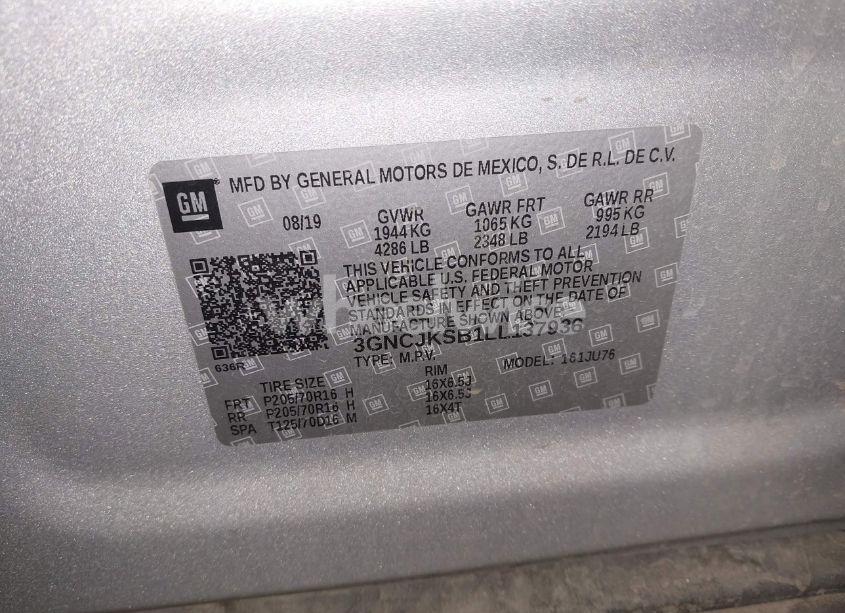 GM ® MFD BY GENERAL MOTORS DE MEXICO, S. DE R.L. DE C.V.
08/19 GVWR GAWR FRT GAWR RR
1944 KG 1065 KG 995 KG
4286 LB 2348 LB 2194 LB
THIS VEHICLE CONFORMS TO ALL
APPLICABLE U.S. FEDERAL MOTOR
VEHICLE SAFETY AND THEFT PREVENTION
STANDARDS IN EFFECT ON THE DATE OF
MANUFACTURE SHOWN ABOVE
3GNCJKSB1LL137936
636R TYPE: M.P.V. MODEL: 1G1JU76
TIRE SIZE RIM
FRT P205/70R16 H 16X6.5J
RR P205/70R16 H 16X6.5J
SPA T125/70D16 M 16X4T